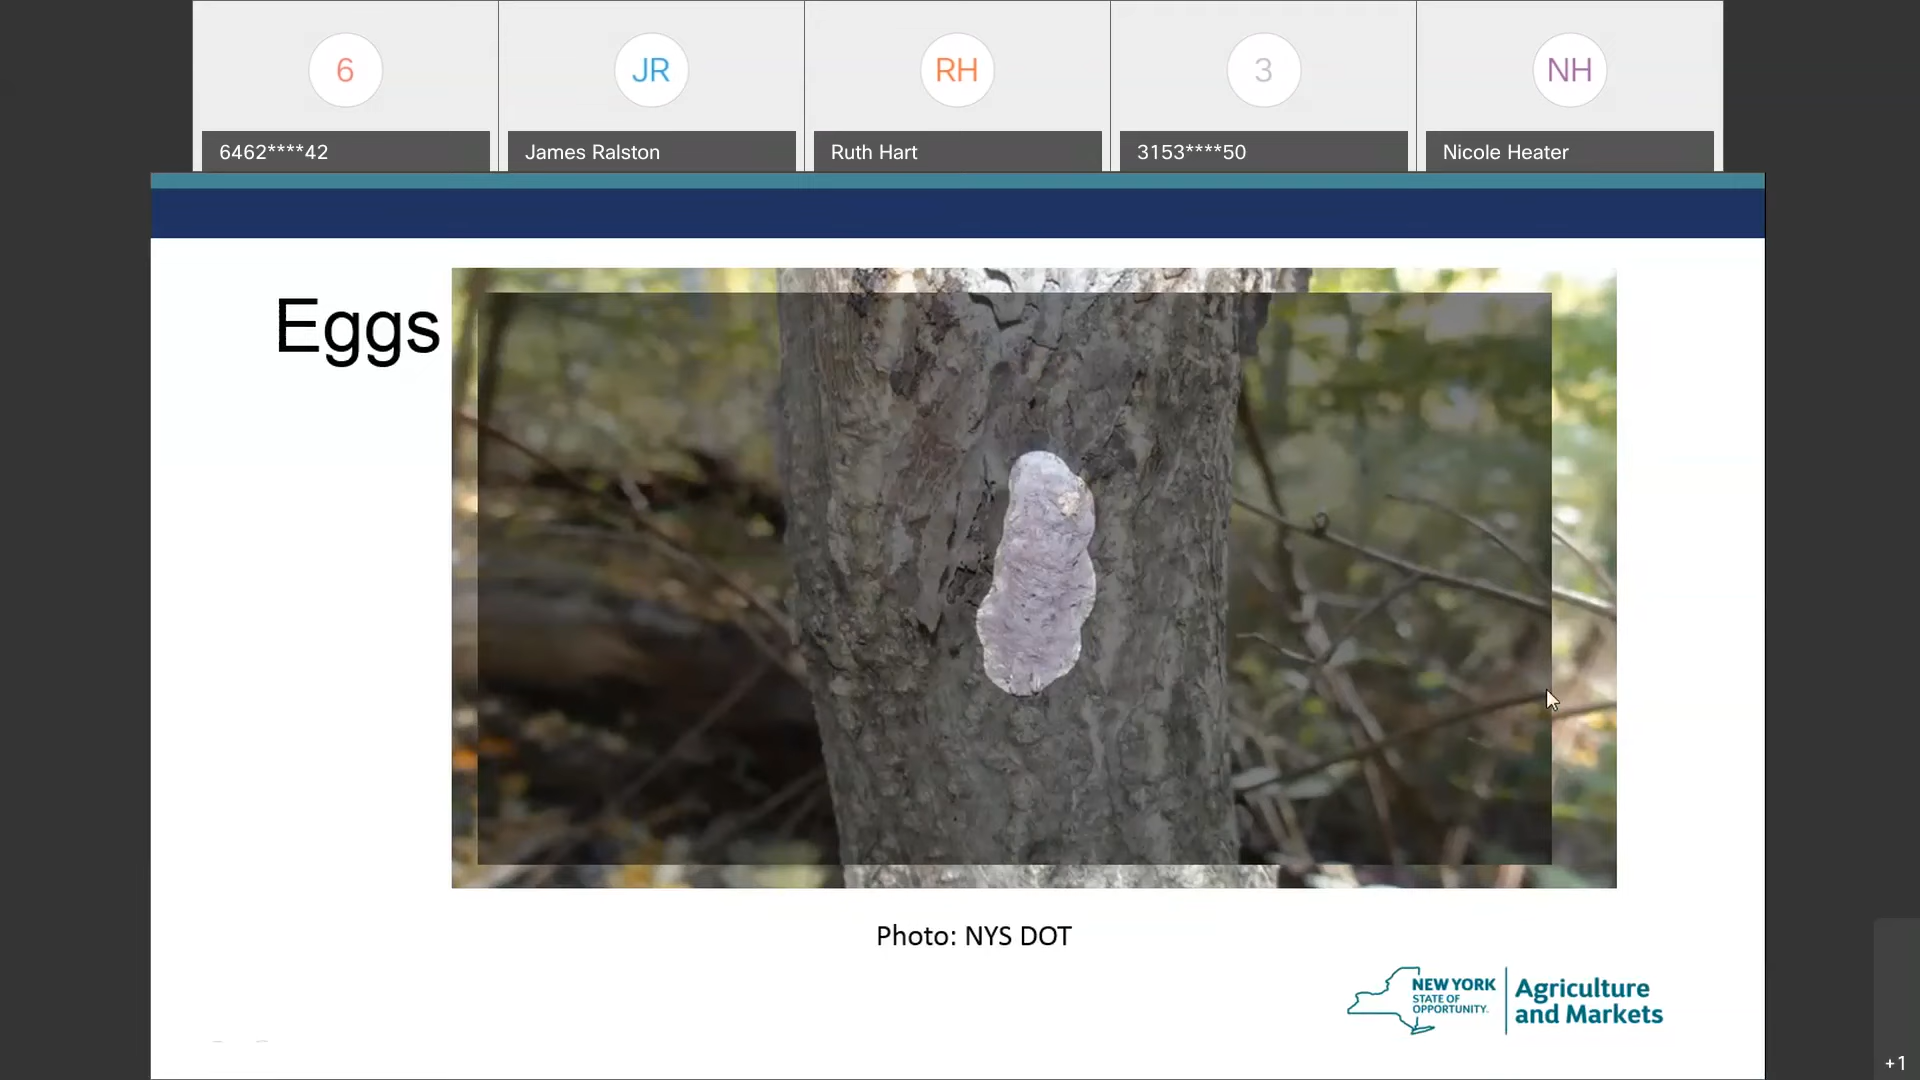 6
JR
RH
3
NH
6462****42
James Ralston
Ruth Hart
3153****50
Nicole Heater
Eggs
Photo: NYS DOT
NEW YORK
STATE OF
OPPORTUNITY.
Agriculture
and Markets
+1